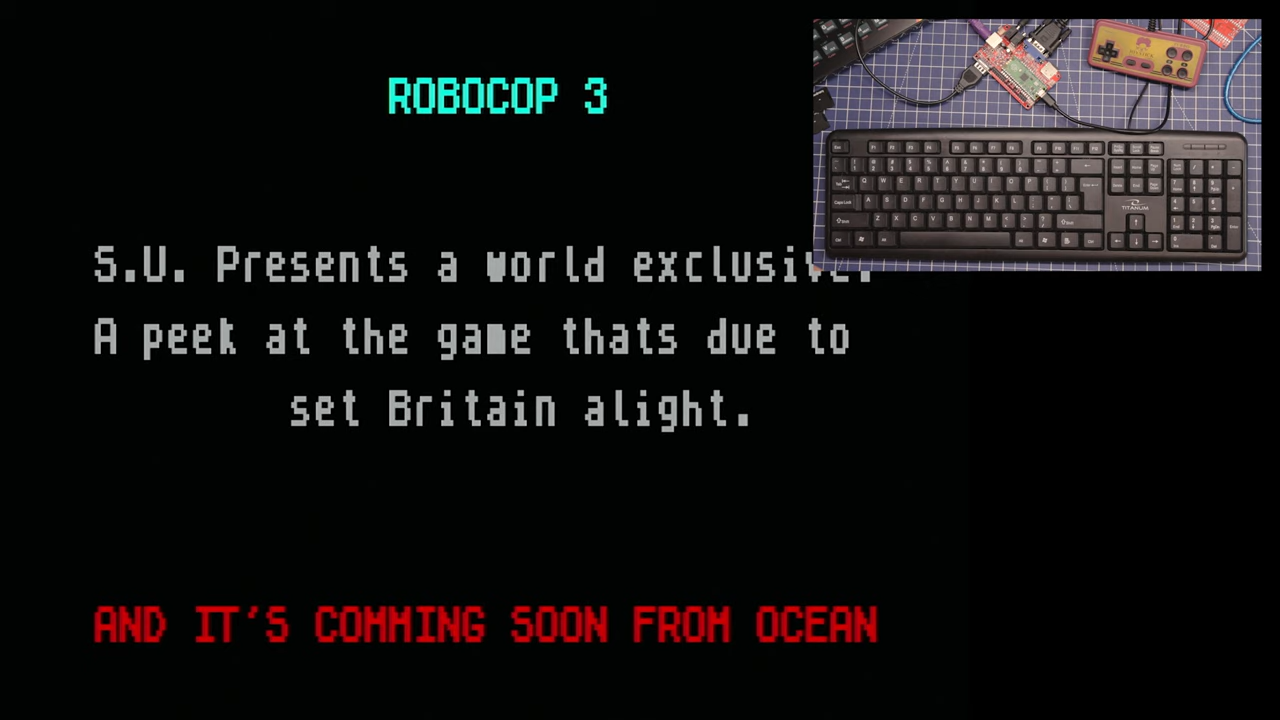 ROBOCOP 3
S.U. Presents a world exclusive.
A peek at the game thats due to
set Britain alight.
AND IT'S COMMING SOON FROM OCEAN
TITANUM